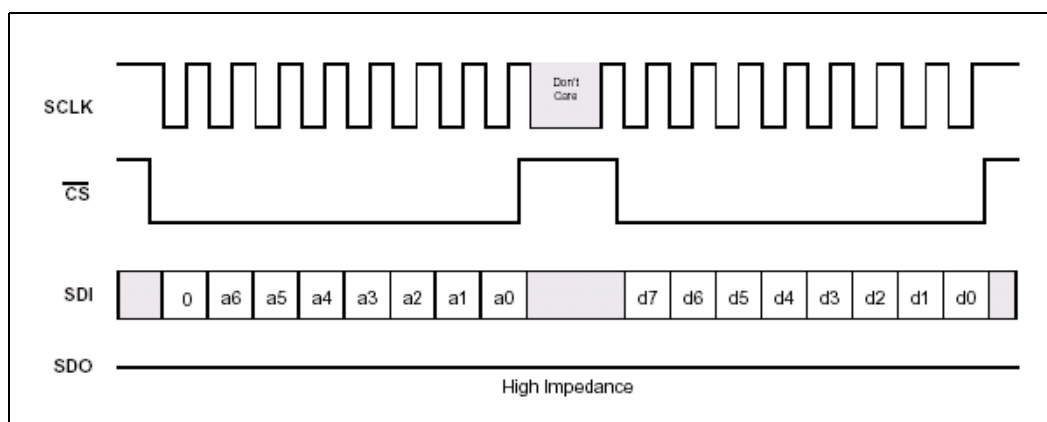 SCLK
Don't
Care
CS
SDI 0 a6 a5 a4 a3 a2 a1 a0 d7 d6 d5 d4 d3 d2 d1 d0
SDO
High Impedance